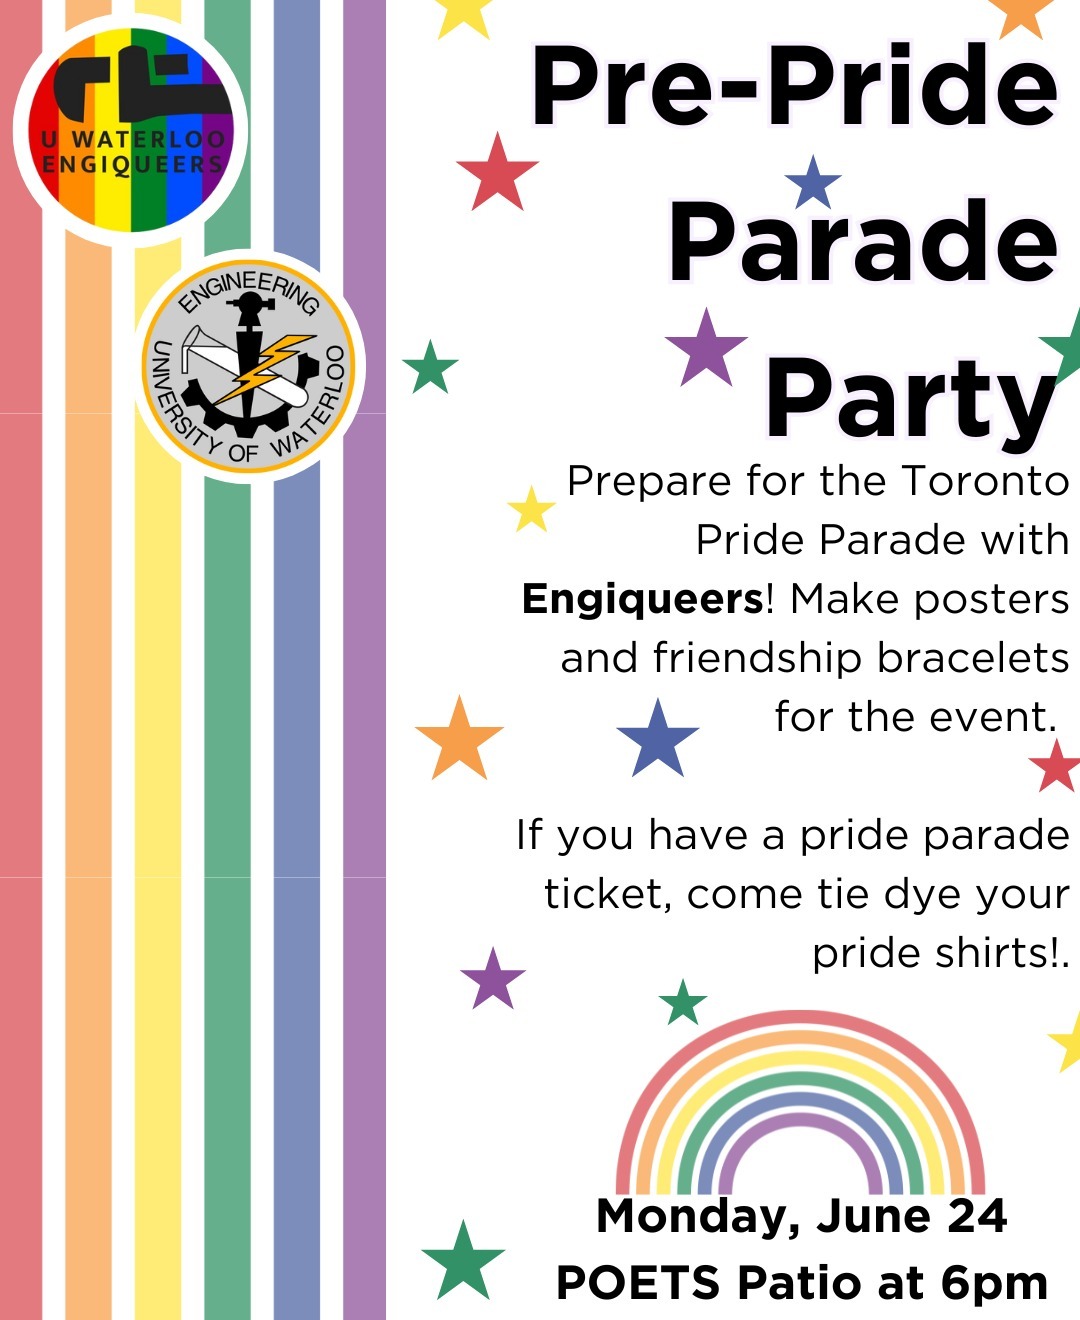 U WATERLOO
ENGIQUEERS
ENGINEERING
UNIVERSITY OF WATERLOO
Pre-Pride
Parade
Party
Prepare for the Toronto
Pride Parade with
Engiqueers! Make posters
and friendship bracelets
for the event.
If you have a pride parade
ticket, come tie dye your
pride shirts!.
Monday, June 24
POETS Patio at 6pm